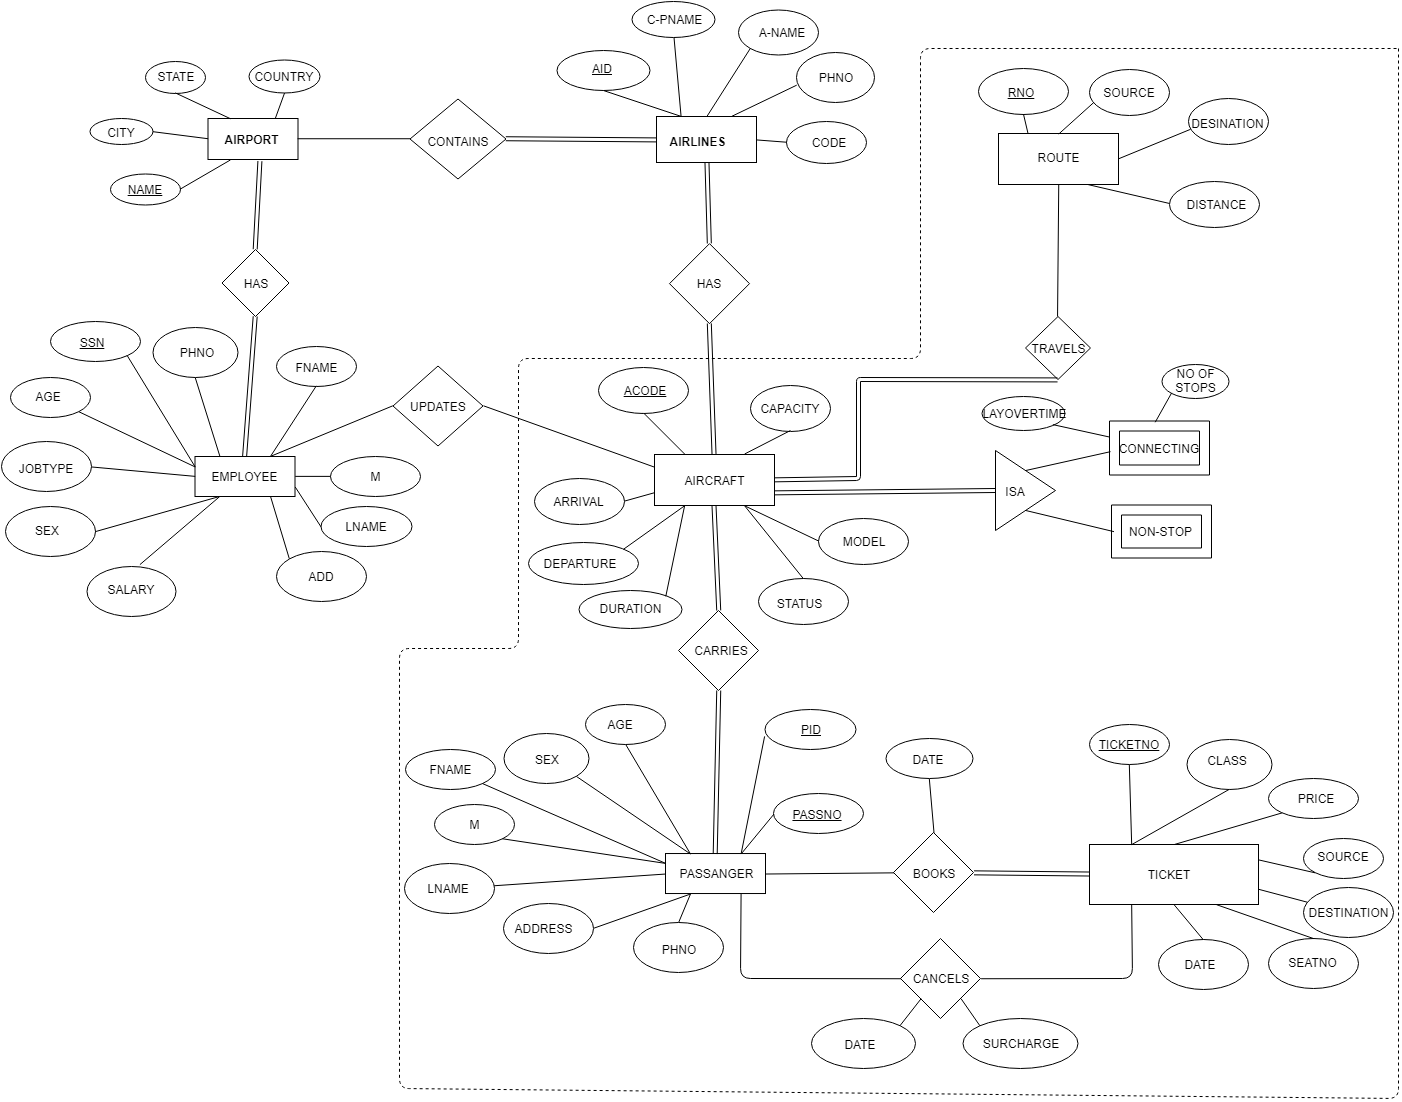 C-PNAME
A-NAME
AID
PHNO
CODE
STATE
COUNTRY
CITY
AIRPORT
NAME
CONTAINS
AIRLINES
RNO
SOURCE
DESINATION
ROUTE
DISTANCE
HAS
HAS
TRAVELS
SSN
PHNO
FNAME
AGE
JOBTYPE
SEX
SALARY
ADD
LNAME
M
EMPLOYEE
UPDATES
ACODE
CAPACITY
AIRCRAFT
ARRIVAL
DEPARTURE
DURATION
STATUS
MODEL
NO OF
STOPS
LAYOVERTIME
CONNECTING
ISA
NON-STOP
CARRIES
AGE
PID
SEX
FNAME
M
LNAME
ADDRESS
PHNO
PASSNO
PASSANGER
DATE
BOOKS
TICKETNO
CLASS
PRICE
SOURCE
TICKET
DESTINATION
SEATNO
DATE
CANCELS
DATE
SURCHARGE